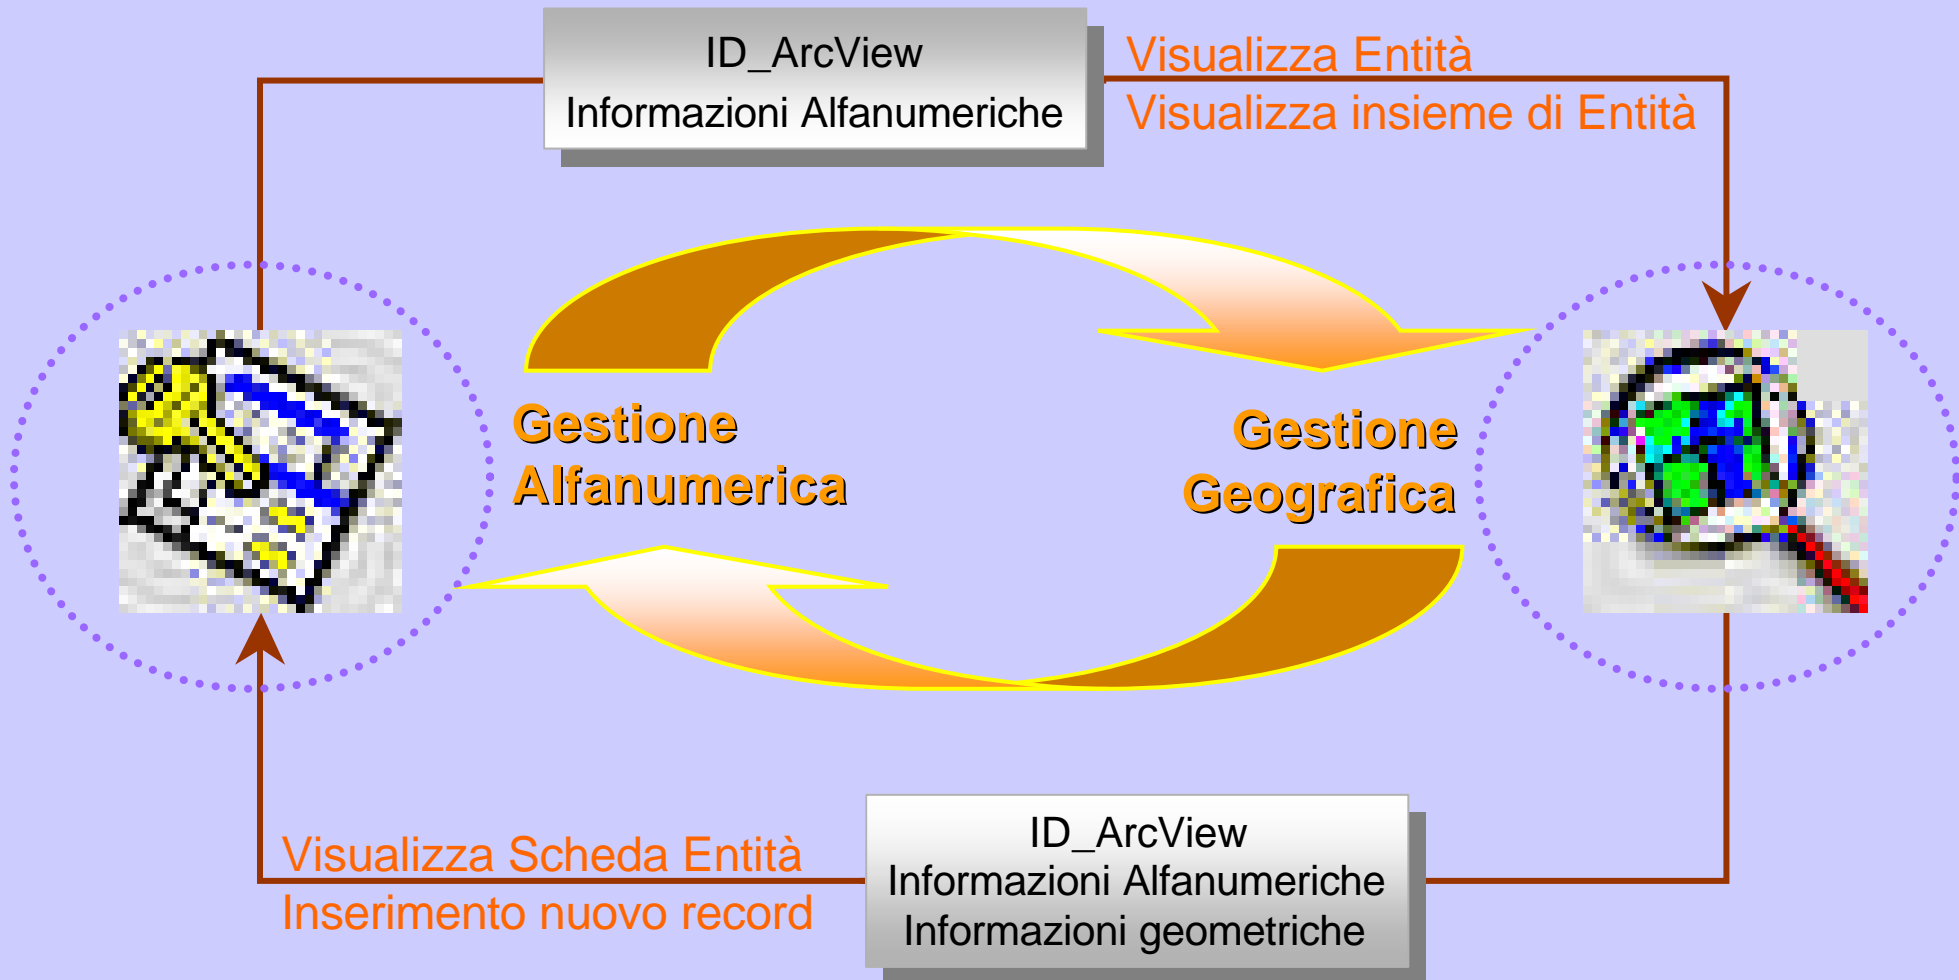 ID_ArcView
Informazioni Alfanumeriche
Visualizza Entità
Visualizza insieme di Entità
Gestione
Alfanumerica
Gestione
Geografica
Visualizza Scheda Entità
Inserimento nuovo record
ID_ArcView
Informazioni Alfanumeriche
Informazioni geometriche